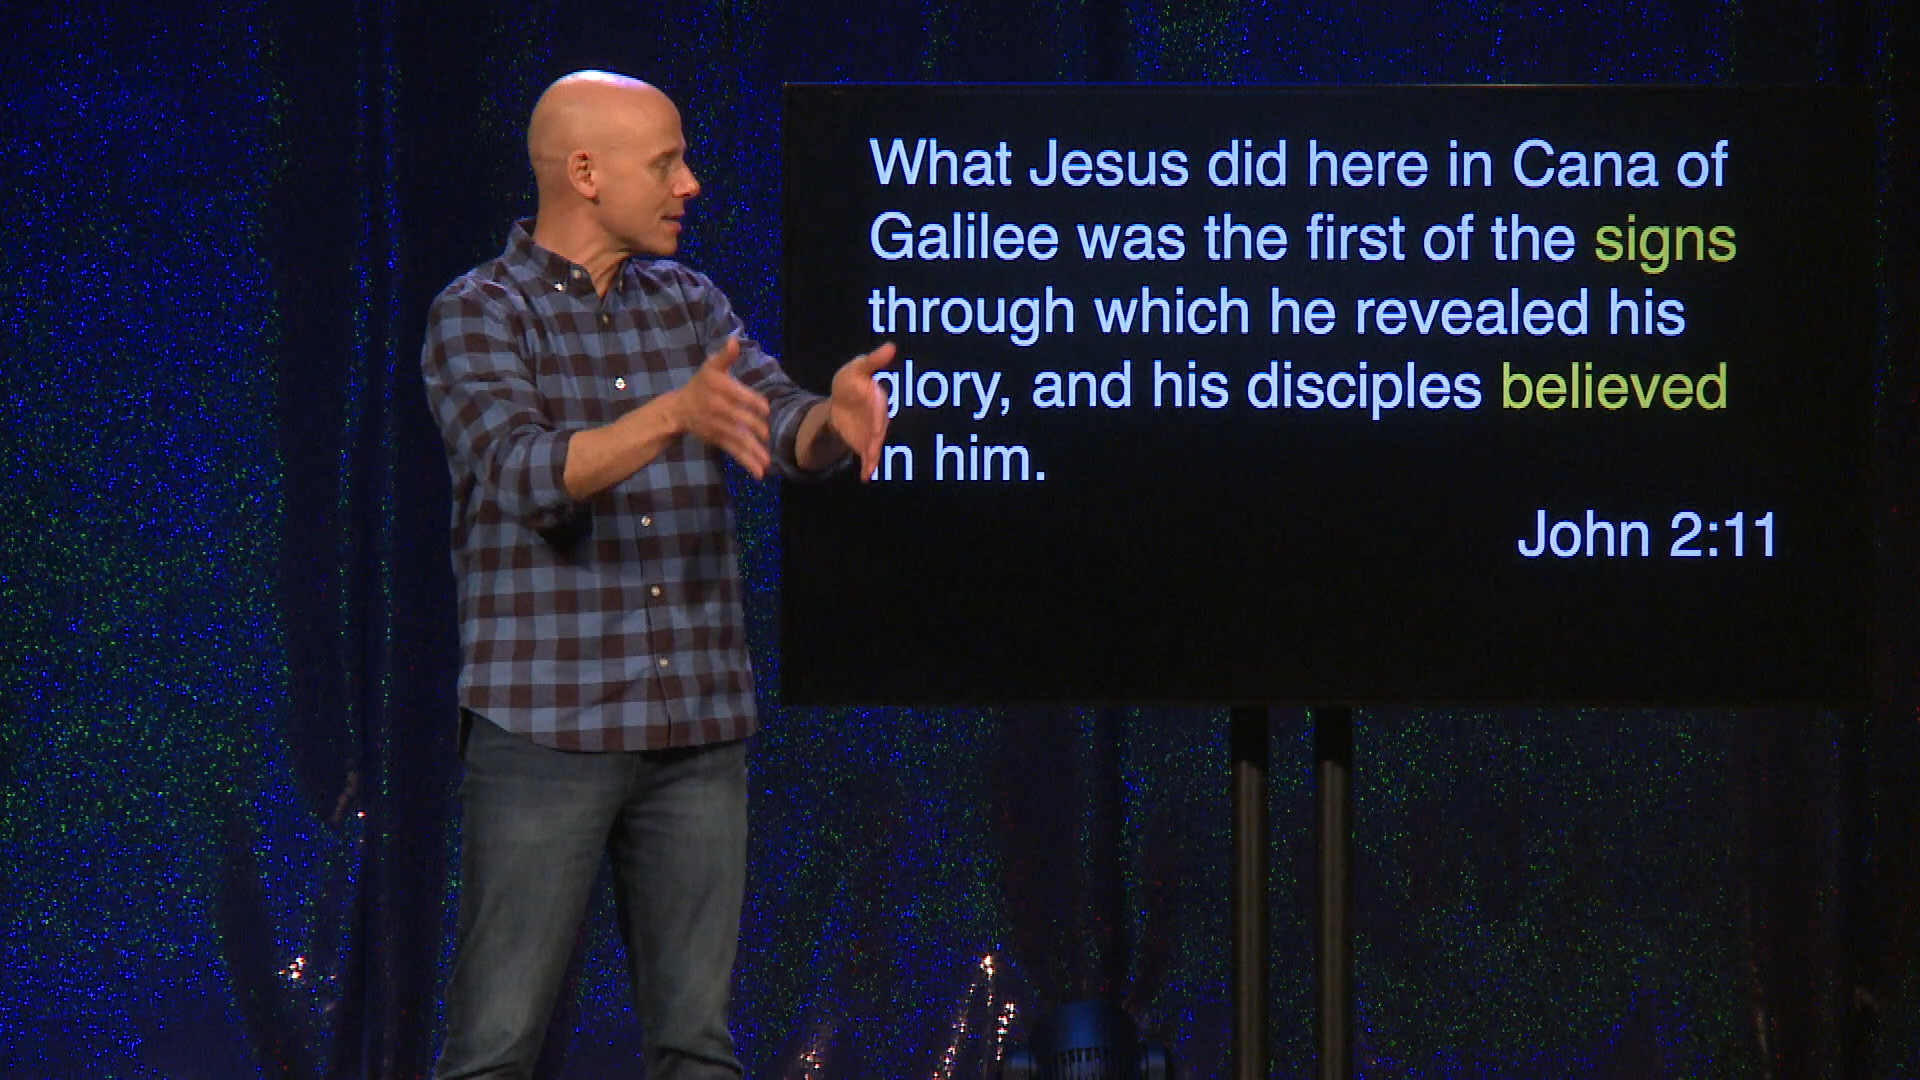 What Jesus did here in Cana of
Galilee was the first of the signs
through which he revealed his
glory, and his disciples believed
in him.
John 2:11